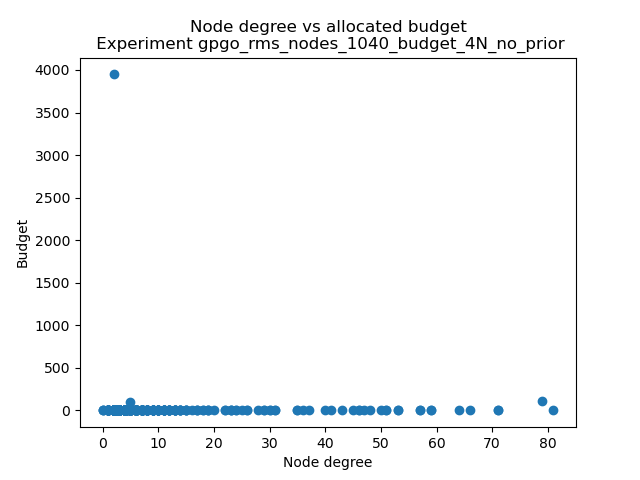 Node degree vs allocated budget
Experiment gpgo_rms_nodes_1040_budget_4N_no_prior
4000
3500
3000
2500
2000
1500
1000
500
0
Budget
0 10 20 30 40 50 60 70 80
Node degree